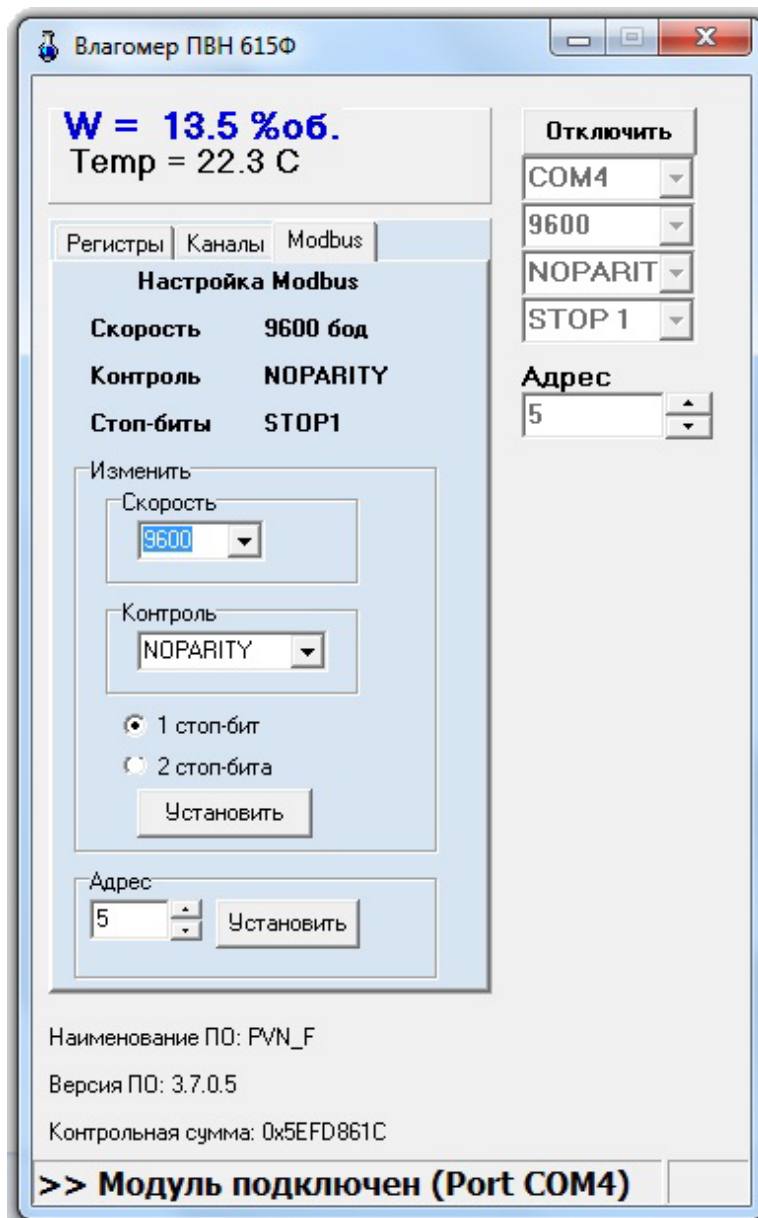 Влагомер ПВН 615Ф
W = 13.5 %об.
Temp = 22.3 C
Отключить
COM4
9600
NOPARIT
STOP 1
Адрес
5
Регистры Каналы Modbus
Настройка Modbus
Скорость 9600 бод
Контроль NOPARITY
Стоп-биты STOP1
Изменить
Скорость
9600
Контроль
NOPARITY
1 стоп-бит
2 стоп-бита
Установить
Адрес
5 Установить
Наименование ПО: PVN_F
Версия ПО: 3.7.0.5
Контрольная сумма: 0x5EFD861C
>> Модуль подключен (Port COM4)